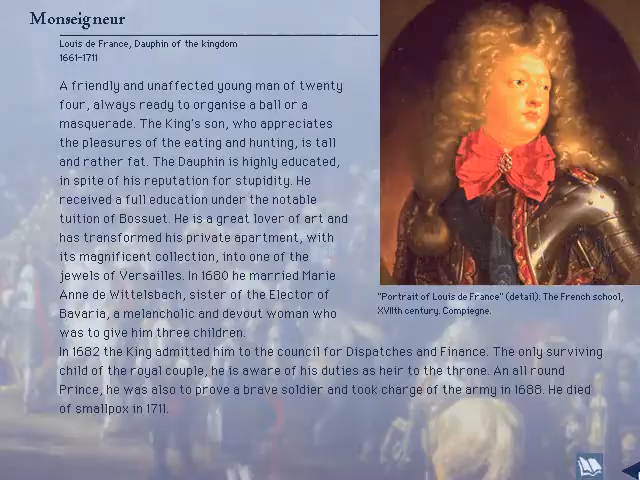 Monseigneur
Louis de France, Dauphin of the kingdom
1661-1711
A friendly and unaffected young man of twenty
four, always ready to organise a ball or a
masquerade. The King's son, who appreciates
the pleasures of the eating and hunting, is tall
and rather fat. The Dauphin is highly educated,
in spite of his reputation for stupidity. He
received a full education under the notable
tuition of Bossuet. He is a great lover of art and
has transformed his private apartment, with
its magnificent collection, into one of the
jewels of Versailles. In 1680 he married Marie
Anne de Wittelsbach, sister of the Elector of
Bavaria, a melancholic and devout woman who
was to give him three children.
In 1682 the King admitted him to the council for Dispatches and Finance. The only surviving
child of the royal couple, he is aware of his duties as heir to the throne. An all round
Prince, he was also to prove a brave soldier and took charge of the army in 1688. He died
of smallpox in 1711.
"Portrait of Louis de France" (detail). The French school,
XVIIth century. Compiegne.